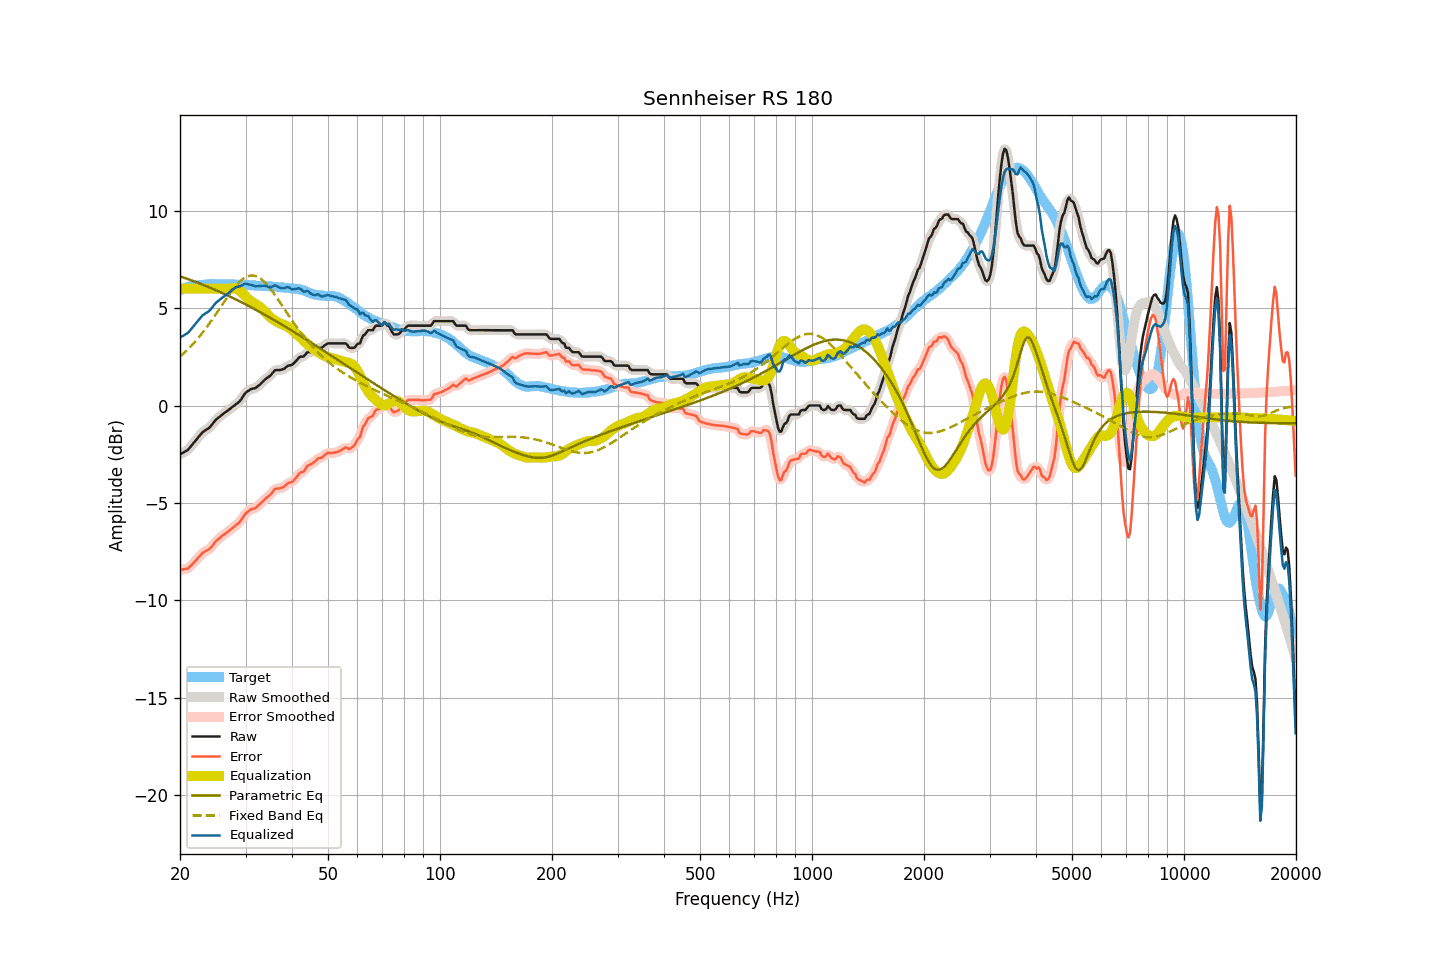 Sennheiser RS 180
Amplitude (dBr)
10
5
0
−5
−10
−15
−20
Target
Raw Smoothed
Error Smoothed
Raw
Error
Equalization
Parametric Eq
Fixed Band Eq
Equalized
20 50 100 200 500 1000 2000 5000 10000 20000
Frequency (Hz)